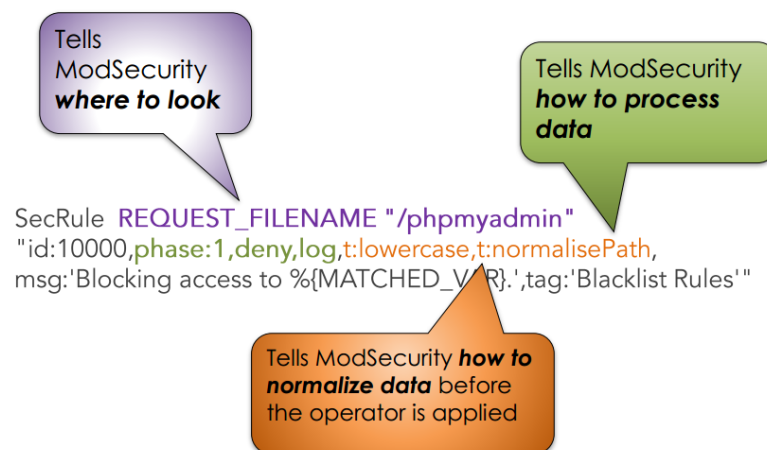 Tells
ModSecurity
where to look
Tells ModSecurity
how to process
data
SecRule REQUEST_FILENAME "/phpmyadmin"
"id:10000,phase:1,deny,log,t:lowercase,t:normalisePath,
msg:'Blocking access to %{MATCHED_VAR}.',tag:'Blacklist Rules'"
Tells ModSecurity how to
normalize data before
the operator is applied